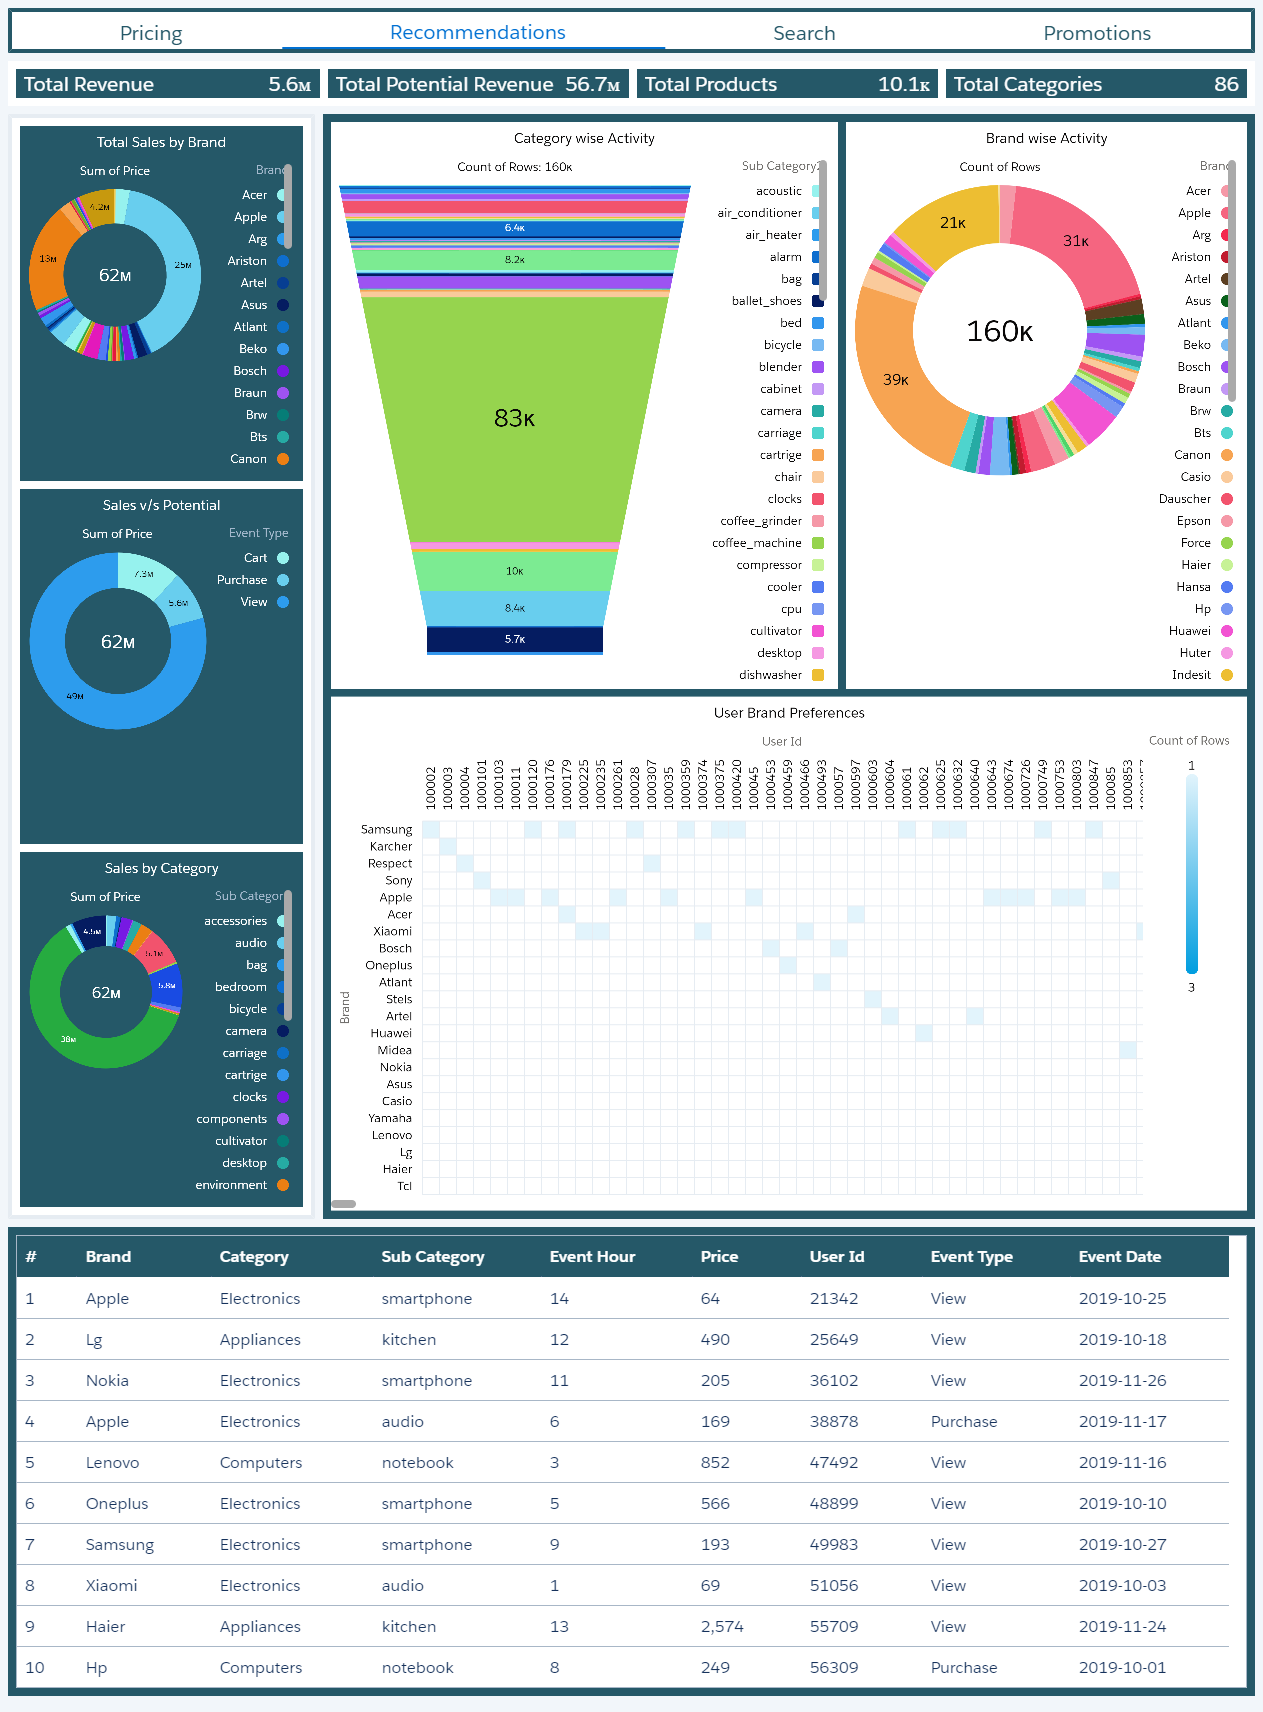 Pricing Recommendations Search Promotions
Total Revenue 5.6M Total Potential Revenue 56.7M Total Products 10.1K Total Categories 86
Total Sales by Brand
Sum of Price Brand
Acer
Apple
Arg
Ariston
Artel
Asus
Atlant
Beko
Bosch
Braun
Brw
Bts
Canon
4.2M
25M
13M
62M
Sales v/s Potential
Sum of Price Event Type
Cart
Purchase
View
7.3M
5.6M
62M
49M
Sales by Category
Sum of Price Sub Categor
accessories
audio
bag
bedroom
bicycle
camera
carriage
cartrige
clocks
components
cultivator
desktop
environment
4.5M
5.1M
5.8M
62M
38M
Category wise Activity
Count of Rows: 160K Sub Category2
acoustic
air_conditioner
air_heater
alarm
bag
ballet_shoes
bed
bicycle
blender
cabinet
camera
carriage
cartrige
chair
clocks
coffee_grinder
coffee_machine
compressor
cooler
cpu
cultivator
desktop
dishwasher
6.4K
8.2K
83K
10K
8.4K
5.7K
Brand wise Activity
Count of Rows Brand
Acer
Apple
Arg
Ariston
Artel
Asus
Atlant
Beko
Bosch
Braun
Brw
Bts
Canon
Casio
Dauscher
Epson
Force
Haier
Hansa
Hp
Huawei
Huter
Indesit
21K
31K
160K
39K
User Brand Preferences
User Id
Count of Rows
1
3
1000002
100003
100004
1000101
1000103
100011
1000120
1000176
1000179
1000225
1000235
1000261
100028
1000307
100035
1000359
1000374
1000375
1000420
100045
1000453
1000459
1000466
1000493
100057
1000597
1000603
1000604
100061
100062
1000625
1000632
1000640
1000643
1000674
1000726
1000749
1000753
1000803
1000847
100085
1000853
Brand
Samsung
Karcher
Respect
Sony
Apple
Acer
Xiaomi
Bosch
Oneplus
Atlant
Stels
Artel
Huawei
Midea
Nokia
Asus
Casio
Yamaha
Lenovo
Lg
Haier
Tcl
# Brand Category Sub Category Event Hour Price User Id Event Type Event Date
1 Apple Electronics smartphone 14 64 21342 View 2019-10-25
2 Lg Appliances kitchen 12 490 25649 View 2019-10-18
3 Nokia Electronics smartphone 11 205 36102 View 2019-11-26
4 Apple Electronics audio 6 169 38878 Purchase 2019-11-17
5 Lenovo Computers notebook 3 852 47492 View 2019-11-16
6 Oneplus Electronics smartphone 5 566 48899 View 2019-10-10
7 Samsung Electronics smartphone 9 193 49983 View 2019-10-27
8 Xiaomi Electronics audio 1 69 51056 View 2019-10-03
9 Haier Appliances kitchen 13 2,574 55709 View 2019-11-24
10 Hp Computers notebook 8 249 56309 Purchase 2019-10-01